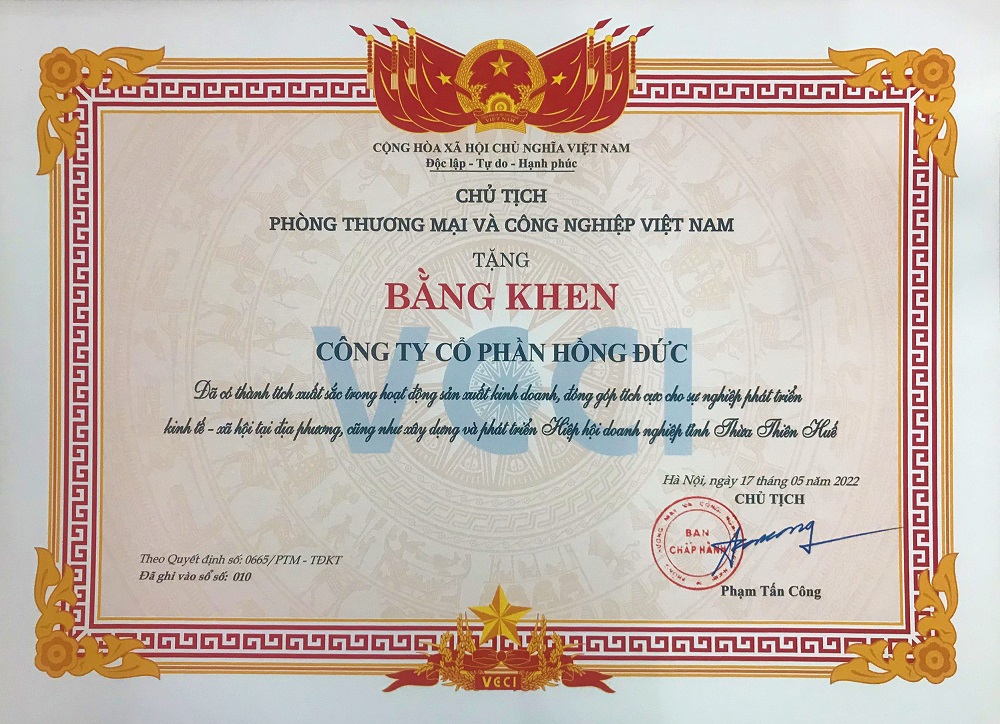 VIỆT NAM
CỘNG HÒA XÃ HỘI CHỦ NGHĨA VIỆT NAM
Độc lập - Tự do - Hạnh phúc
CHỦ TỊCH
PHÒNG THƯƠNG MẠI VÀ CÔNG NGHIỆP VIỆT NAM
TẶNG
BẰNG KHEN
VCCI
CÔNG TY CỔ PHẦN HỒNG ĐỨC
Đã có thành tích xuất sắc trong hoạt động sản xuất kinh doanh, đóng góp tích cực cho sự nghiệp phát triển
kinh tế - xã hội tại địa phương, cũng như xây dựng và phát triển Hiệp hội doanh nghiệp tỉnh Thừa Thiên Huế
Hà Nội, ngày 17 tháng 05 năm 2022
CHỦ TỊCH
BAN
CHẤP HÀNH
Theo Quyết định số: 0665/PTM - TĐKT
Đã ghi vào sổ số: 010
Phạm Tấn Công
VCCI